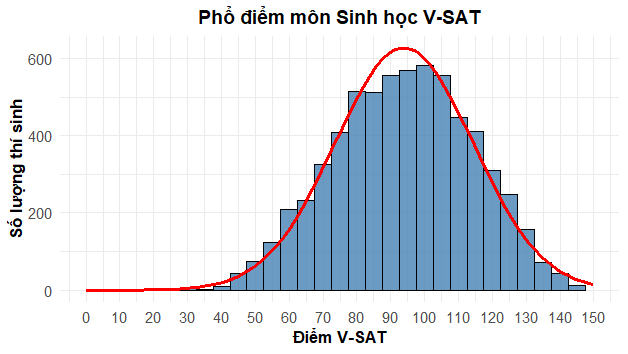 Phổ điểm môn Sinh học V-SAT
Số lượng thí sinh
600
400
200
0
0 10 20 30 40 50 60 70 80 90 100 110 120 130 140 150
Điểm V-SAT